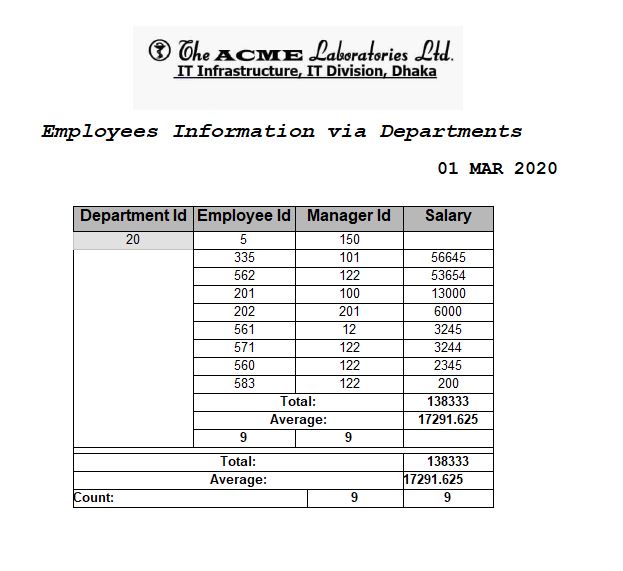 The ACME Laboratories Ltd.
IT Infrastructure, IT Division, Dhaka
Employees Information via Departments
01 MAR 2020
Department Id Employee Id Manager Id Salary
20 5 150
335 101 56645
562 122 53654
201 100 13000
202 201 6000
561 12 3245
571 122 3244
560 122 2345
583 122 200
Total: 138333
Average: 17291.625
9 9
Total: 138333
Average: 17291.625
Count: 9 9